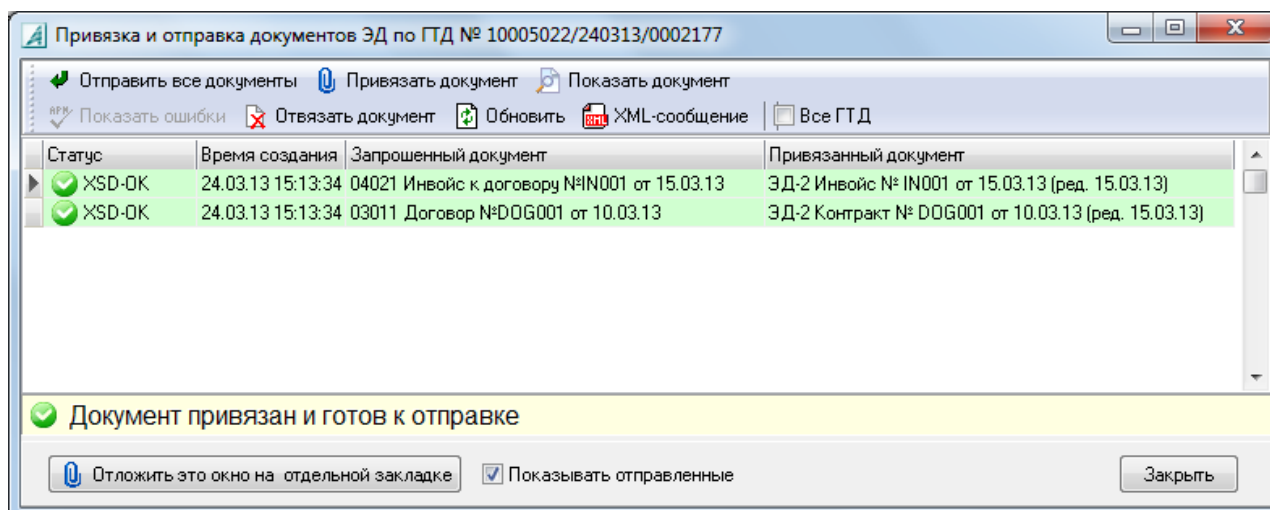 Привязка и отправка документов ЭД по ГТД № 10005022/240313/0002177
Отправить все документы Привязать документ Показать документ
Показать ошибки Отвязать документ Обновить XML-сообщение Все ГТД
Статус Время создания Запрошенный документ Привязанный документ
XSD-OK 24.03.13 15:13:34 04021 Инвойс к договору №IN001 от 15.03.13 ЭД-2 Инвойс № IN001 от 15.03.13 (ред. 15.03.13)
XSD-OK 24.03.13 15:13:34 03011 Договор №DOG001 от 10.03.13 ЭД-2 Контракт № DOG001 от 10.03.13 (ред. 15.03.13)
Документ привязан и готов к отправке
Отложить это окно на отдельной закладке Показывать отправленные Закрыть